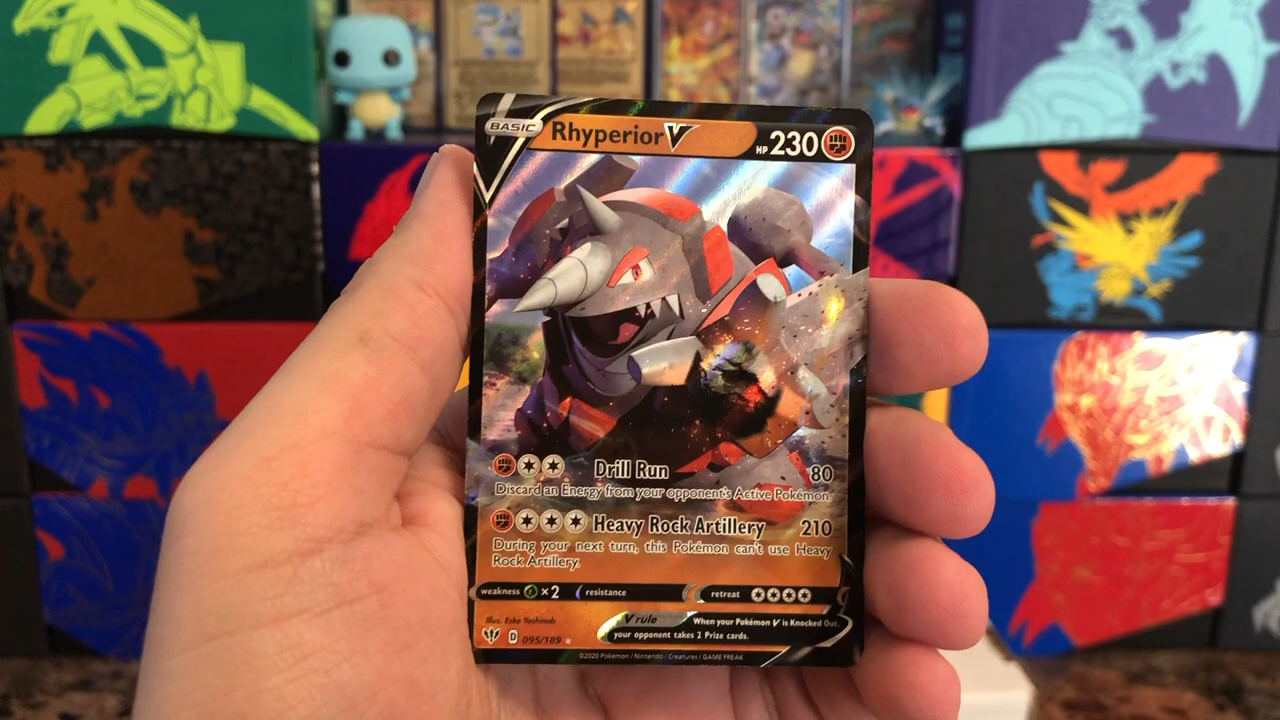 BASIC Rhyperior V HP 230
Drill Run 80
Discard an Energy from your opponent's Active Pokémon.
Heavy Rock Artillery 210
During your next turn, this Pokémon can't use Heavy
Rock Artillery.
weakness ×2 resistance retreat
Illus. Eske Yoshinob
V rule When your Pokémon V is Knocked Out,
your opponent takes 2 Prize cards.
D 095/189
©2020 Pokémon / Nintendo / Creatures / GAME FREAK